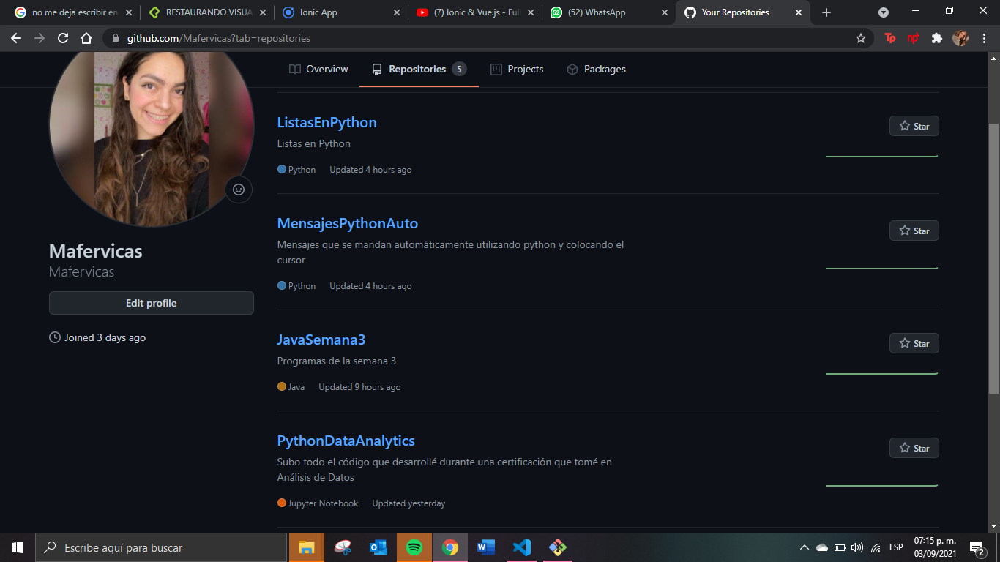 no me deja escribir en
RESTAURANDO VISUA
Ionic App
(7) Ionic & Vue.js - Full
52
(52) WhatsApp
Your Repositories
github.com/Mafervicas?tab=repositories
Tp
Overview
Repositories 5
Projects
Packages
Mafervicas
Mafervicas
Edit profile
Joined 3 days ago
ListasEnPython
Star
Listas en Python
Python Updated 4 hours ago
MensajesPythonAuto
Star
Mensajes que se mandan automáticamente utilizando python y colocando el
cursor
Python Updated 4 hours ago
JavaSemana3
Star
Programas de la semana 3
Java Updated 9 hours ago
PythonDataAnalytics
Star
Subo todo el código que desarrollé durante una certificación que tomé en
Análisis de Datos
Jupyter Notebook Updated yesterday
Escribe aquí para buscar
ESP
07:15 p. m.
03/09/2021
2